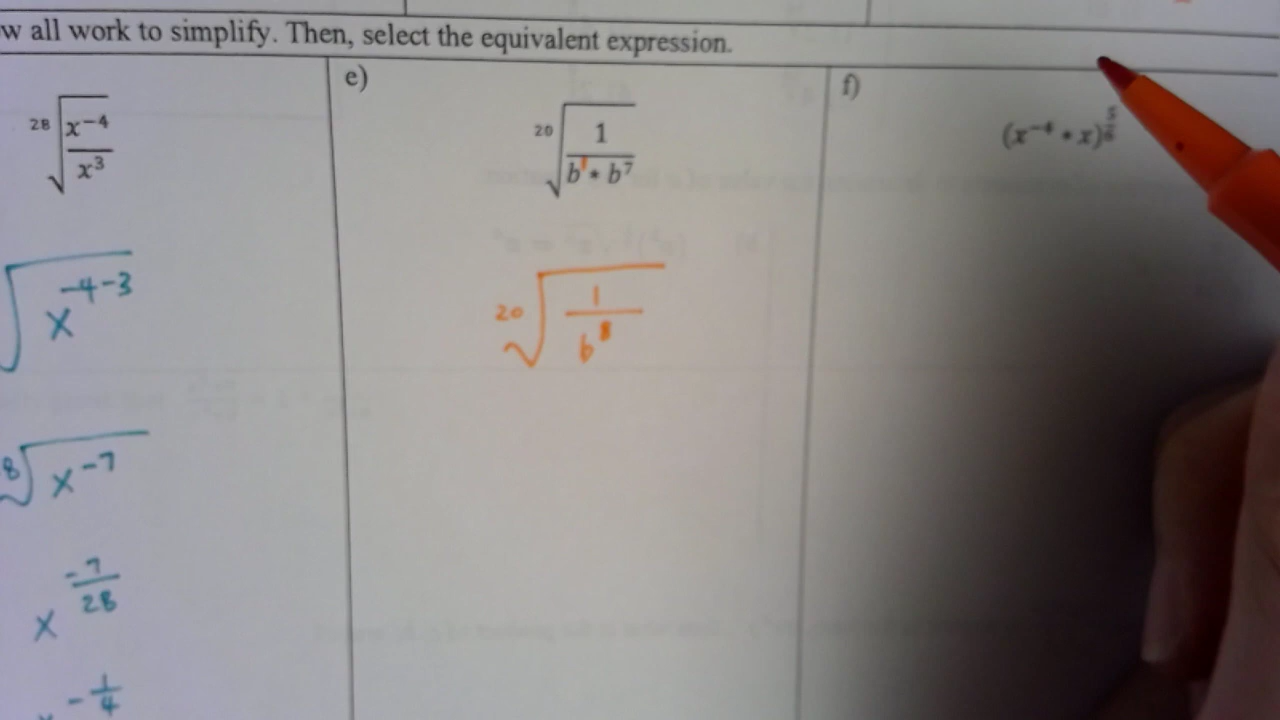 w all work to simplify. Then, select the equivalent expression.
28√(x⁻⁴/x³)
√x⁻⁴⁻³
8√x⁻⁷
x^(-7/28)
-1/4
e)
20√(1/(b¹•b⁷))
20√(1/b⁸)
f)
(x⁻⁴•x)